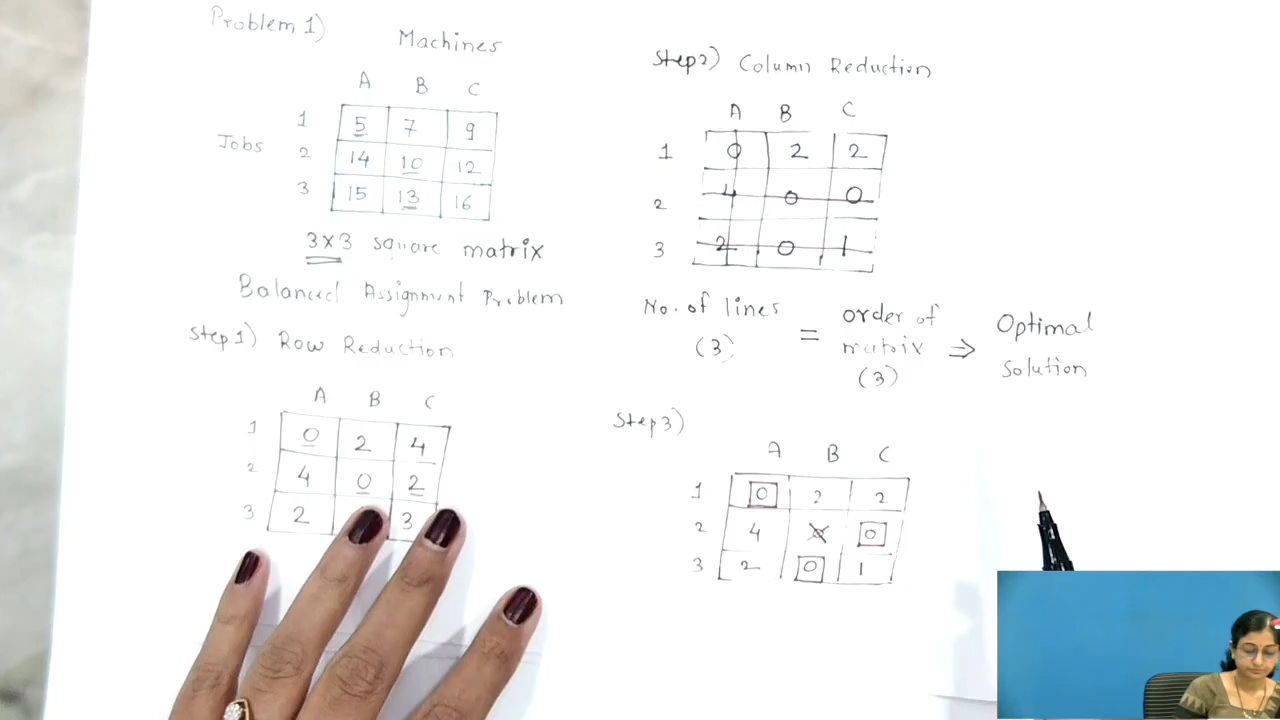 Problem 1)
Machines
A B C
1 5 7 9
Jobs
2 14 10 12
3 15 13 16
3x3 square matrix
Balanced Assignment Problem
Step 1) Row Reduction
A B C
1 0 2 4
2 4 0 2
3 2 3
Step2) Column Reduction
A B C
1 0 2 2
2 4 0 0
3 2 0 1
No. of lines = order of ⇒ Optimal
(3) matrix solution
(3)
Step 3)
A B C
1 0 2 2
2 4 0 0
3 2 0 1